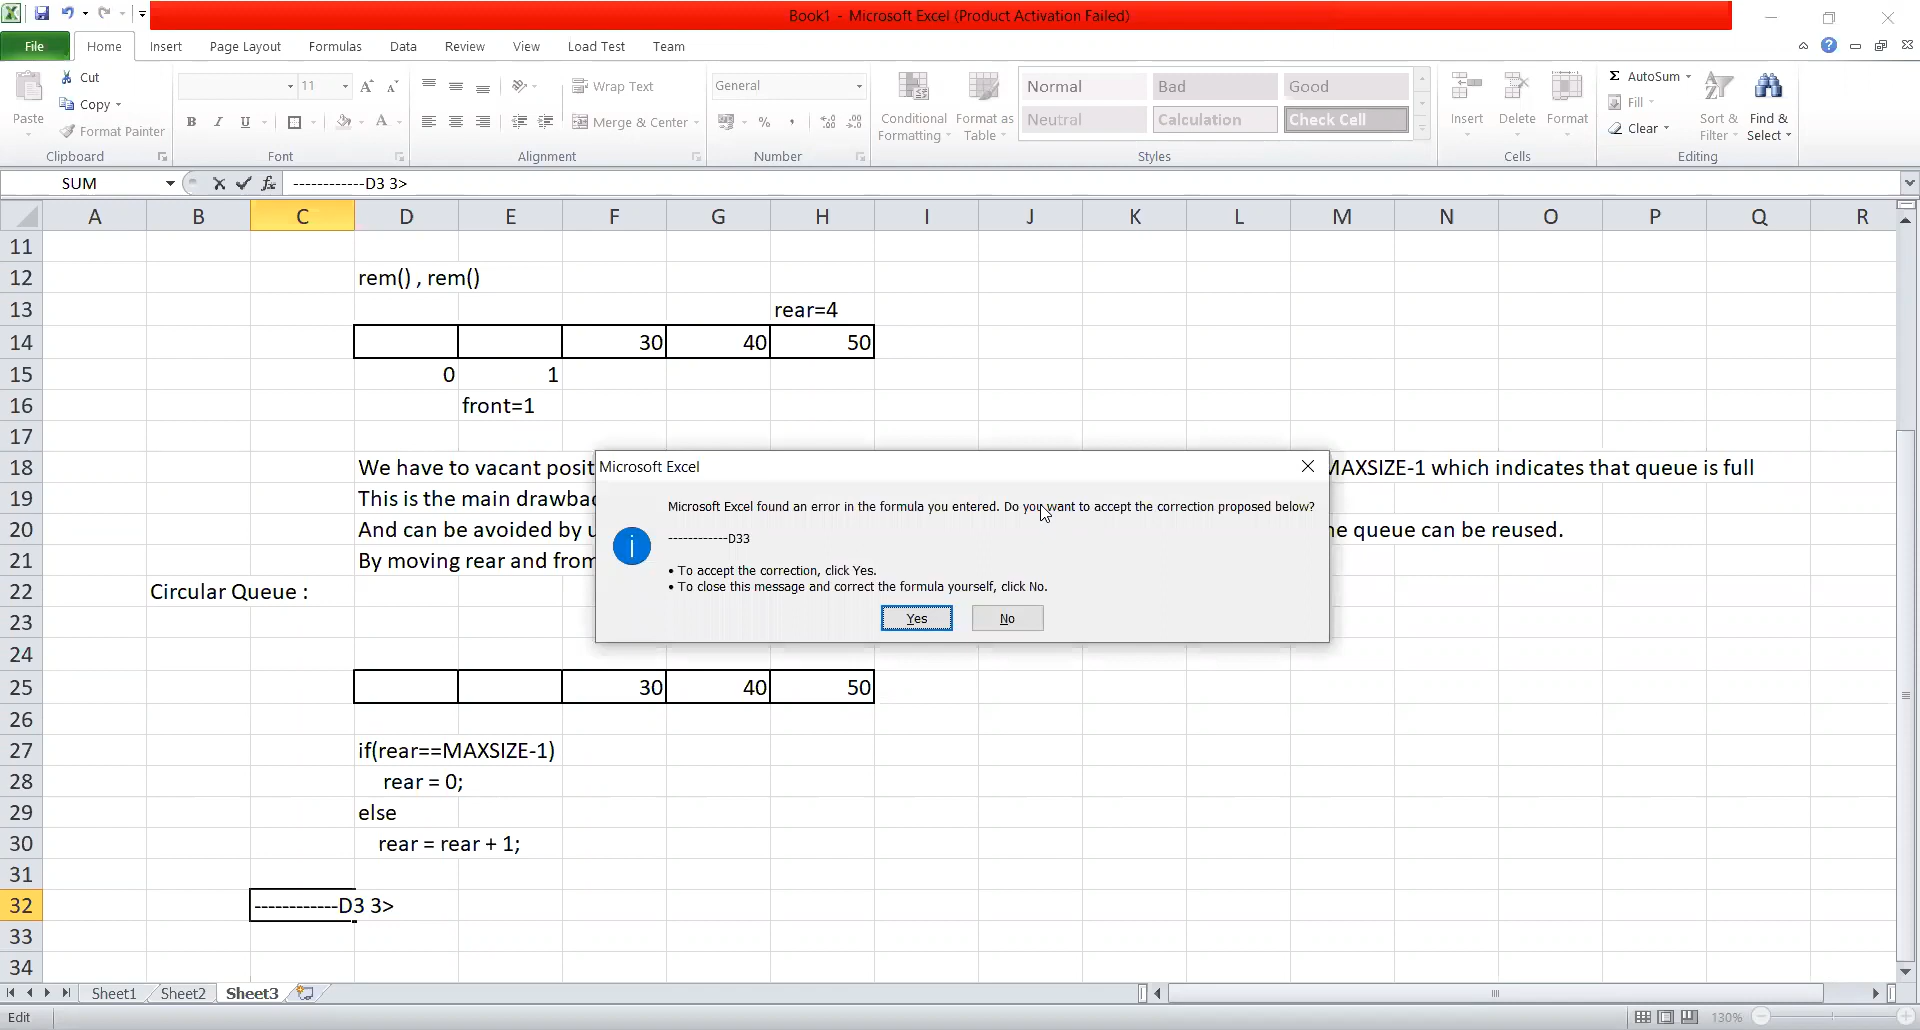 Book1 - Microsoft Excel (Product Activation Failed)
File Home Insert Page Layout Formulas Data Review View Load Test Team
Paste
Cut
Copy
Format Painter
Clipboard
11
Font
Wrap Text
Merge & Center
Alignment
General
Number
Conditional Formatting
Format as Table
Normal Bad Good
Neutral Calculation Check Cell
Styles
Insert Delete Format
Cells
AutoSum
Fill
Clear
Sort & Filter
Find & Select
Editing
SUM ------------D3 3>
A B C D E F G H I J K L M N O P Q R
11
12 rem() , rem()
13 rear=4
14 30 40 50
15 0 1
16 front=1
17
18 We have to vacant posit MAXSIZE-1 which indicates that queue is full
19 This is the main drawba
20 And can be avoided by u he queue can be reused.
21 By moving rear and from
22 Circular Queue :
23
24
25 30 40 50
26
27 if(rear==MAXSIZE-1)
28 rear = 0;
29 else
30 rear = rear + 1;
31
32 ------------D3 3>
33
34
Microsoft Excel
Microsoft Excel found an error in the formula you entered. Do you want to accept the correction proposed below?
------------D33
• To accept the correction, click Yes.
• To close this message and correct the formula yourself, click No.
Yes No
Sheet1 Sheet2 Sheet3
Edit 130%